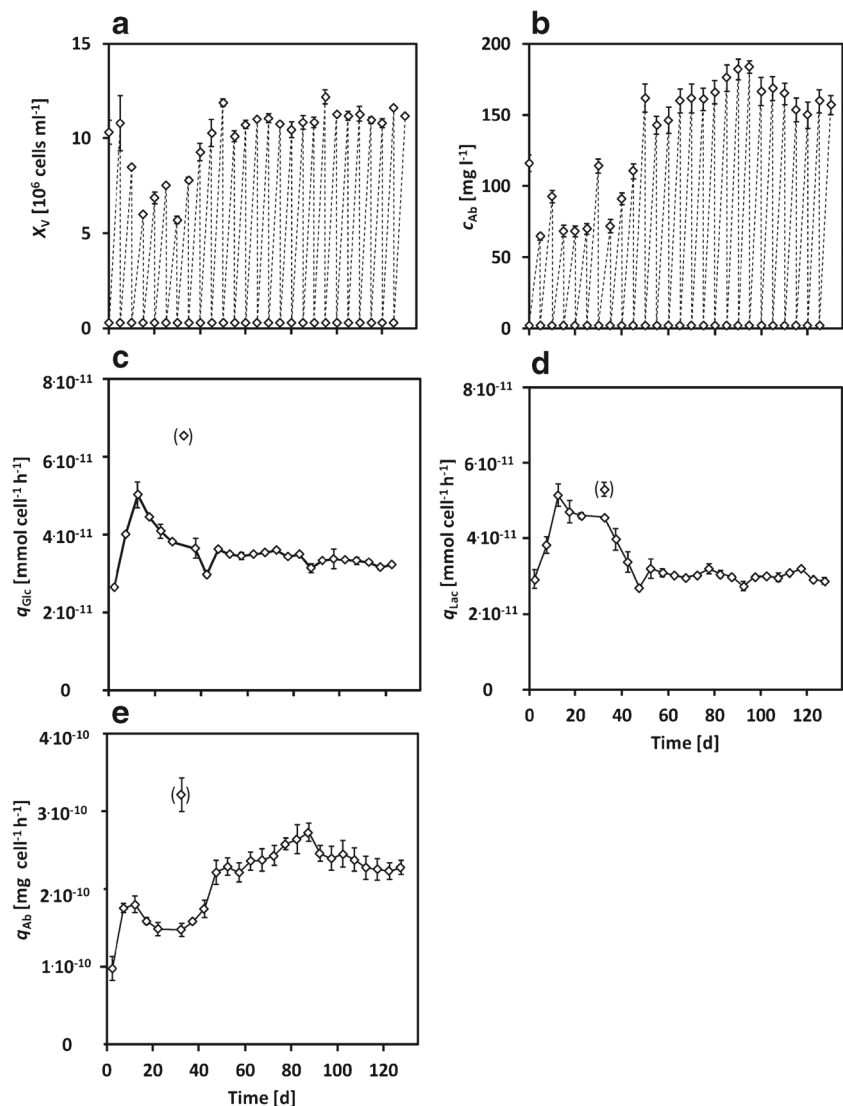 a
15
10
5
0
X_V [10⁶ cells ml⁻¹]
b
200
150
100
50
0
c_Ab [mg l⁻¹]
c
8·10⁻¹¹
6·10⁻¹¹
4·10⁻¹¹
2·10⁻¹¹
0
q_Glc [mmol cell⁻¹ h⁻¹]
( )
d
8·10⁻¹¹
6·10⁻¹¹
4·10⁻¹¹
2·10⁻¹¹
0
q_Lac [mmol cell⁻¹ h⁻¹]
( )
0 20 40 60 80 100 120
Time [d]
e
4·10⁻¹⁰
3·10⁻¹⁰
2·10⁻¹⁰
1·10⁻¹⁰
0
q_Ab [mg cell⁻¹ h⁻¹]
( )
0 20 40 60 80 100 120
Time [d]